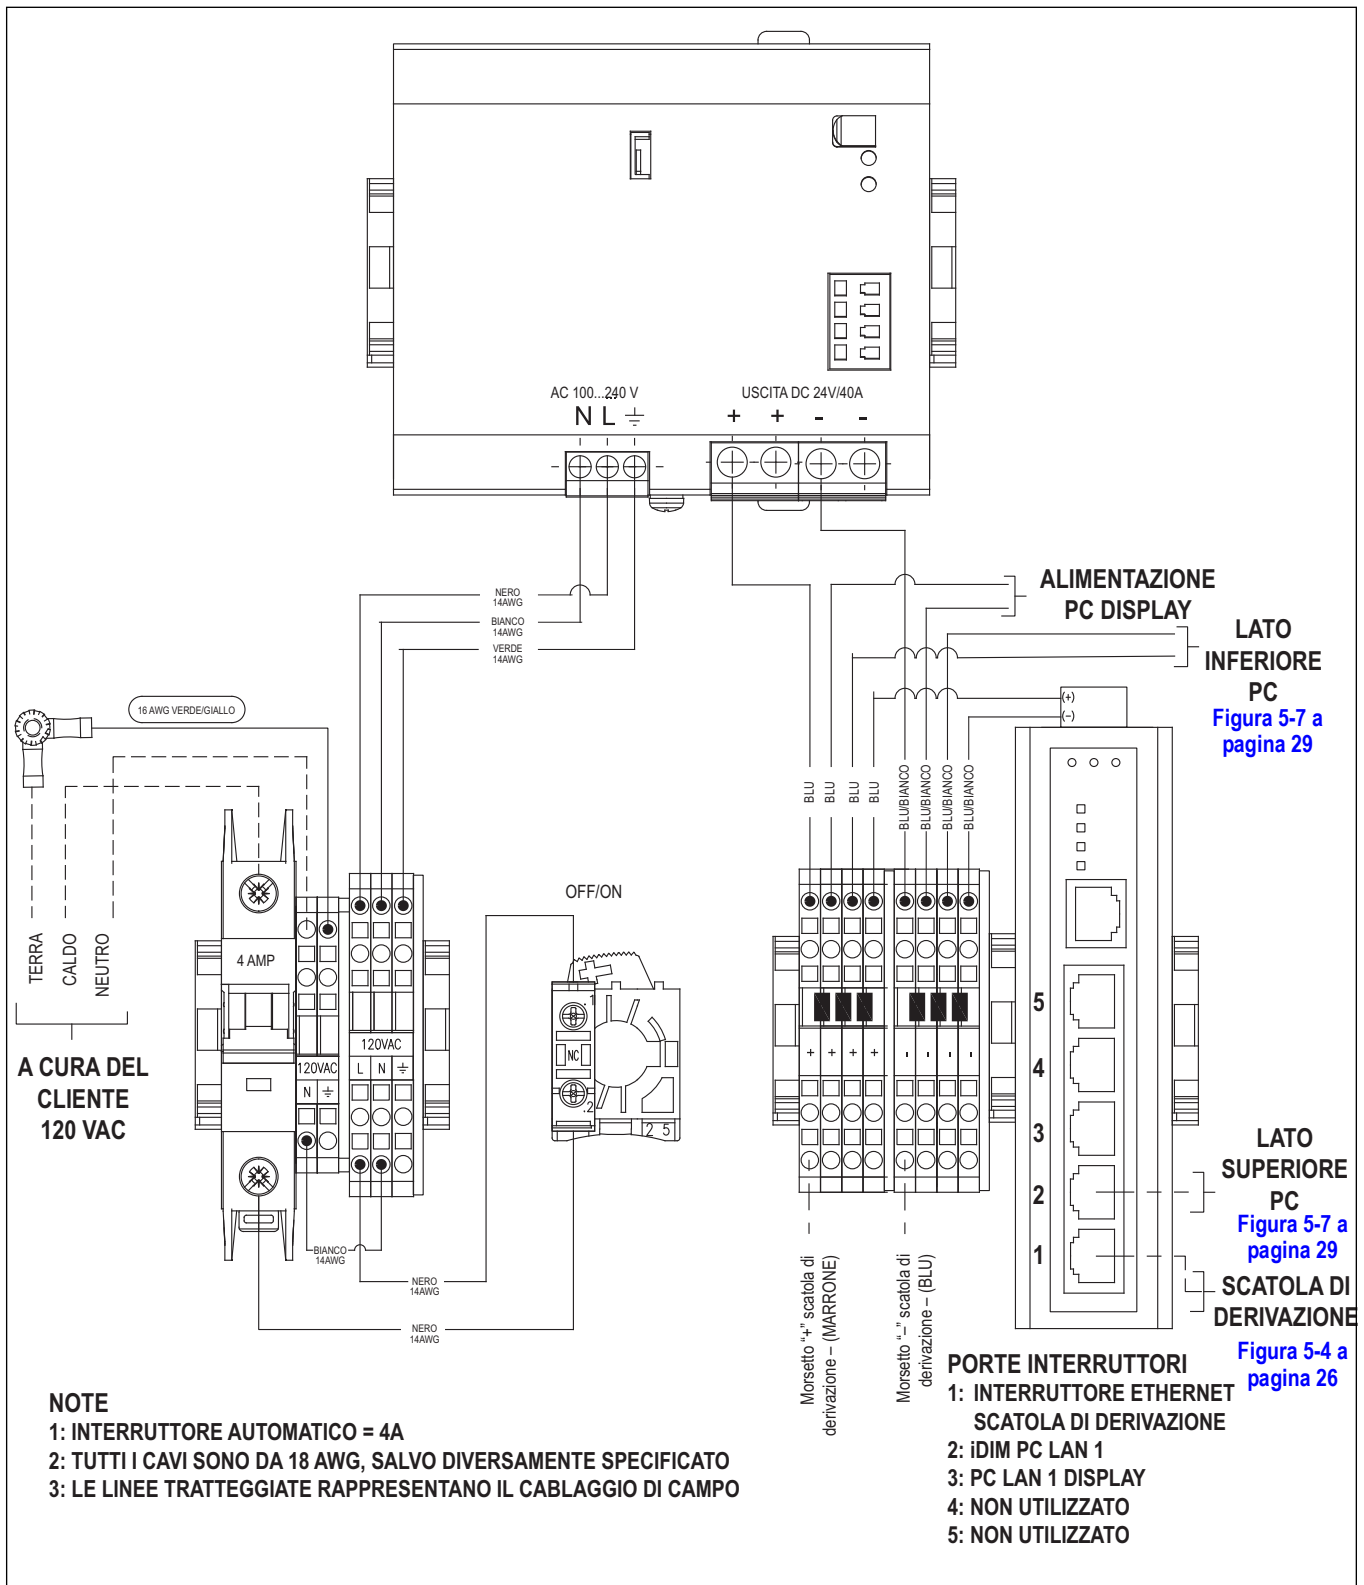 AC 100...240 V
N L
USCITA DC 24V/40A
+ + - -
NERO
14AWG
BIANCO
14AWG
VERDE
14AWG
ALIMENTAZIONE
PC DISPLAY
LATO
INFERIORE
PC
Figura 5-7 a
pagina 29
16 AWG VERDE/GIALLO
(+)
(–)
BLU
BLU
BLU
BLU
BLU/BIANCO
BLU/BIANCO
BLU/BIANCO
BLU/BIANCO
OFF/ON
TERRA
CALDO
NEUTRO
A CURA DEL
CLIENTE
120 VAC
4 AMP
120VAC
N
120VAC
L N
.1
NC
.2
2 5
+ + + +
- - - -
5
4
3
2
1
LATO
SUPERIORE
PC
Figura 5-7 a
pagina 29
SCATOLA DI
DERIVAZIONE
Figura 5-4 a
pagina 26
BIANCO
14AWG
NERO
14AWG
NERO
14AWG
Morsetto “+” scatola di
derivazione – (MARRONE)
Morsetto “–” scatola di
derivazione – (BLU)
PORTE INTERRUTTORI
1: INTERRUTTORE ETHERNET
SCATOLA DI DERIVAZIONE
2: iDIM PC LAN 1
3: PC LAN 1 DISPLAY
4: NON UTILIZZATO
5: NON UTILIZZATO
NOTE
1: INTERRUTTORE AUTOMATICO = 4A
2: TUTTI I CAVI SONO DA 18 AWG, SALVO DIVERSAMENTE SPECIFICATO
3: LE LINEE TRATTEGGIATE RAPPRESENTANO IL CABLAGGIO DI CAMPO